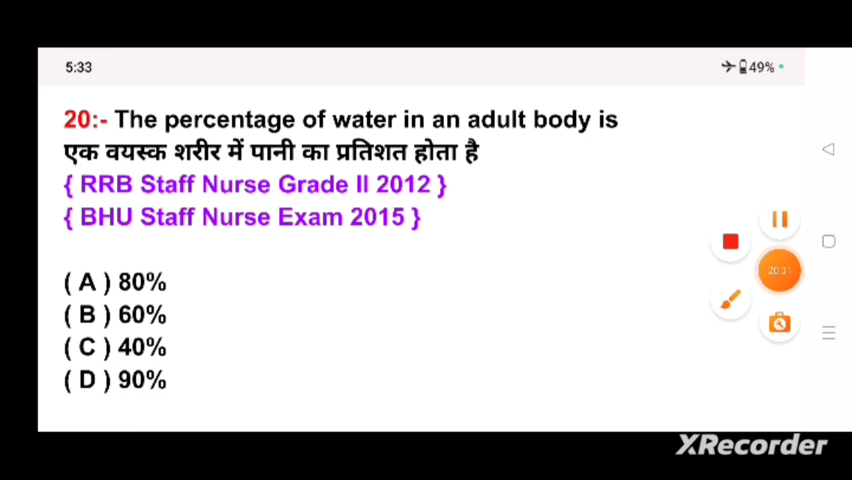 5:33
49%
20:- The percentage of water in an adult body is
एक वयस्क शरीर में पानी का प्रतिशत होता है
{ RRB Staff Nurse Grade II 2012 }
{ BHU Staff Nurse Exam 2015 }
20:31
( A ) 80%
( B ) 60%
( C ) 40%
( D ) 90%
XRecorder